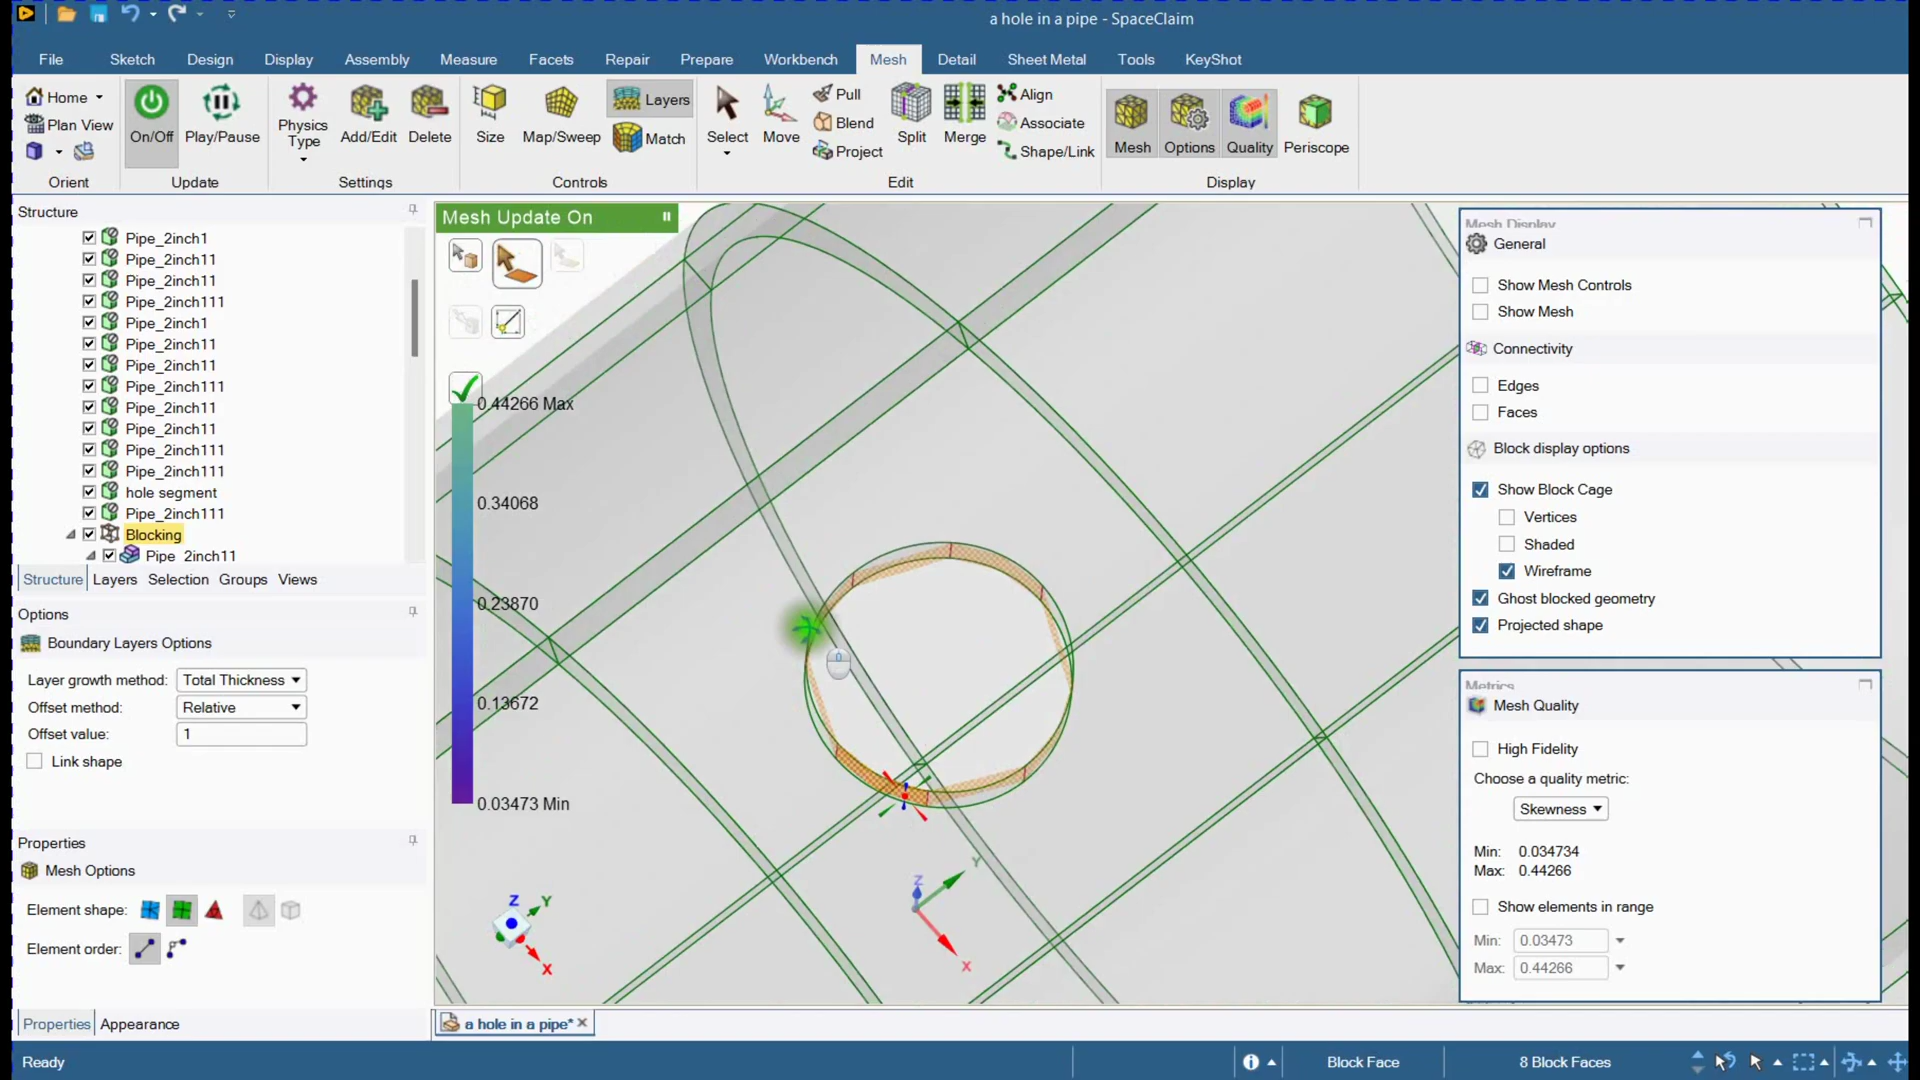 a hole in a pipe - SpaceClaim
File Sketch Design Display Assembly Measure Facets Repair Prepare Workbench Mesh Detail Sheet Metal Tools KeyShot
Home
Plan View
Orient
On/Off
Play/Pause
Update
Physics Type
Add/Edit
Delete
Settings
Size
Map/Sweep
Layers
Match
Controls
Select
Move
Pull
Blend
Project
Split
Merge
Align
Associate
Shape/Link
Edit
Mesh
Options
Quality
Periscope
Display
Structure
Pipe_2inch1
Pipe_2inch11
Pipe_2inch11
Pipe_2inch111
Pipe_2inch1
Pipe_2inch11
Pipe_2inch11
Pipe_2inch111
Pipe_2inch11
Pipe_2inch11
Pipe_2inch111
Pipe_2inch111
hole segment
Pipe_2inch111
Blocking
Pipe_2inch11
Structure Layers Selection Groups Views
Options
Boundary Layers Options
Layer growth method: Total Thickness
Offset method: Relative
Offset value: 1
Link shape
Properties
Mesh Options
Element shape:
Element order:
Properties Appearance
Mesh Update On
0.44266 Max
0.34068
0.23870
0.13672
0.03473 Min
Z
Y
X
Z
Y
X
a hole in a pipe*
Mesh Display
General
Show Mesh Controls
Show Mesh
Connectivity
Edges
Faces
Block display options
Show Block Cage
Vertices
Shaded
Wireframe
Ghost blocked geometry
Projected shape
Metrics
Mesh Quality
High Fidelity
Choose a quality metric:
Skewness
Min: 0.034734
Max: 0.44266
Show elements in range
Min: 0.03473
Max: 0.44266
Ready
Block Face
8 Block Faces